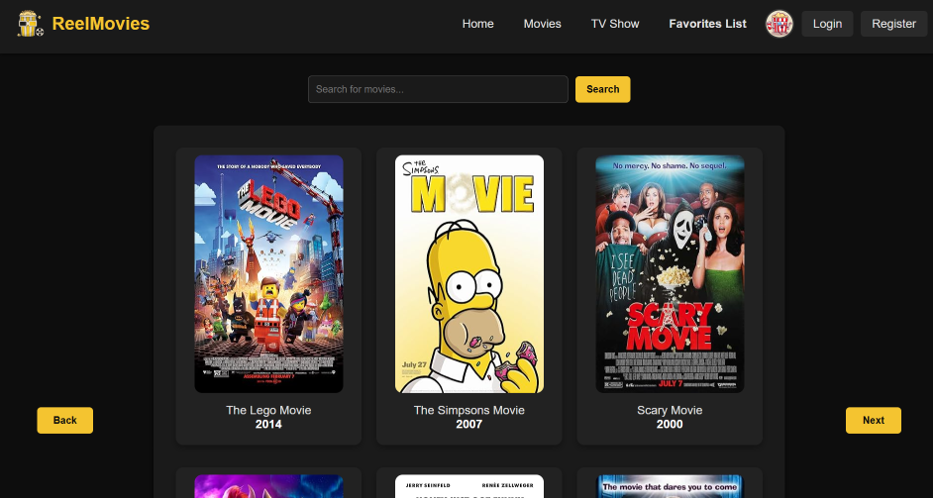 ReelMovies
Home
Movies
TV Show
Favorites List
Login
Register
Search for movies...
Search
THE STORY OF A NOBODY WHO SAVED EVERYBODY
THE LEGO MOVIE
THE Simpsons MOVIE
July 27
No mercy. No shame. No sequel.
I SEE
DEAD
PEOPLE
SCARY
MOVIE
JULY 7
The Lego Movie
2014
The Simpsons Movie
2007
Scary Movie
2000
Back
Next
JERRY SEINFELD
RENÉE ZELLWEGER
The movie that dares you to come